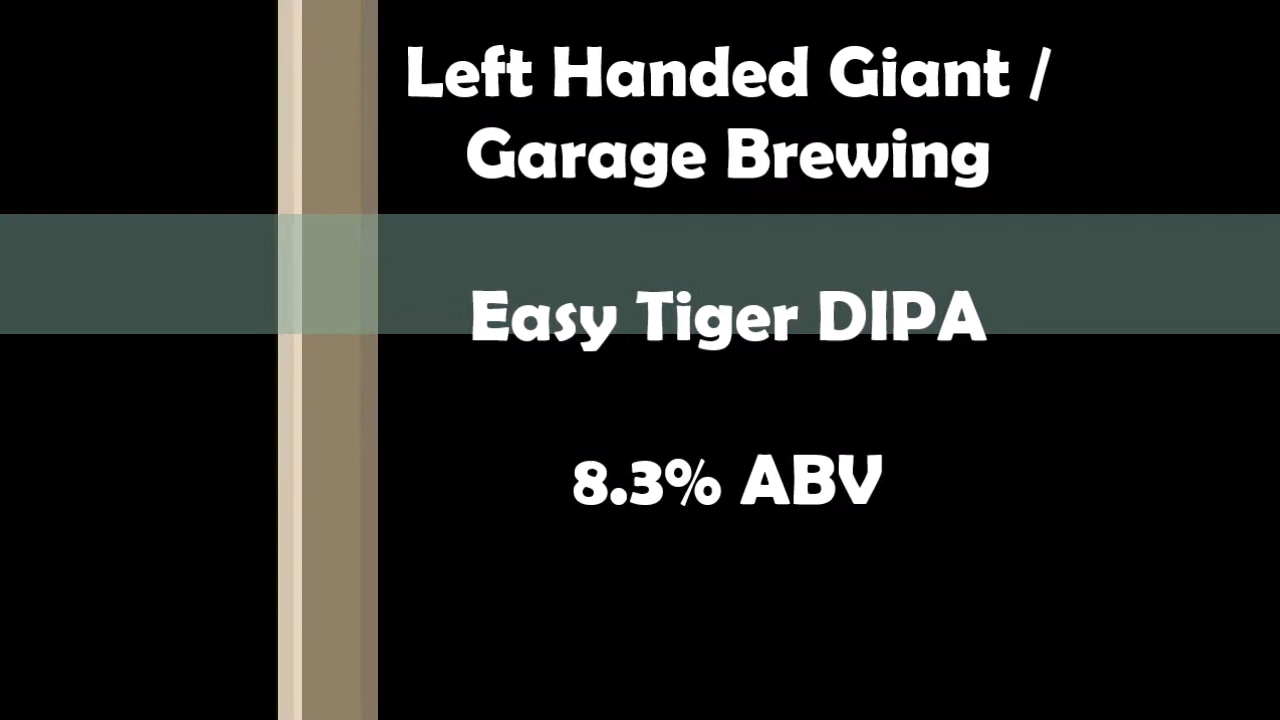 Left Handed Giant /
Garage Brewing
Easy Tiger DIPA
8.3% ABV